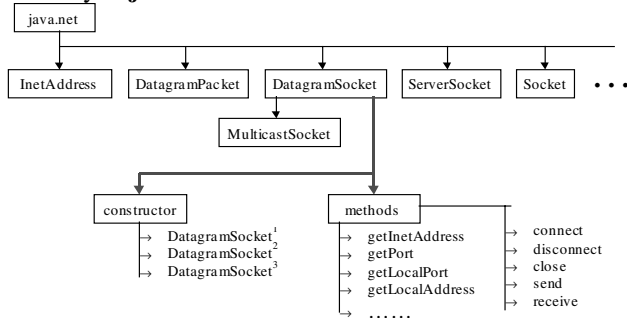 java.net
InetAddress
DatagramPacket
DatagramSocket
ServerSocket
Socket
...
MulticastSocket
constructor
→ DatagramSocket¹
→ DatagramSocket²
→ DatagramSocket³
methods
→ getInetAddress
→ getPort
→ getLocalPort
→ getLocalAddress
→ ......
→ connect
→ disconnect
→ close
→ send
→ receive